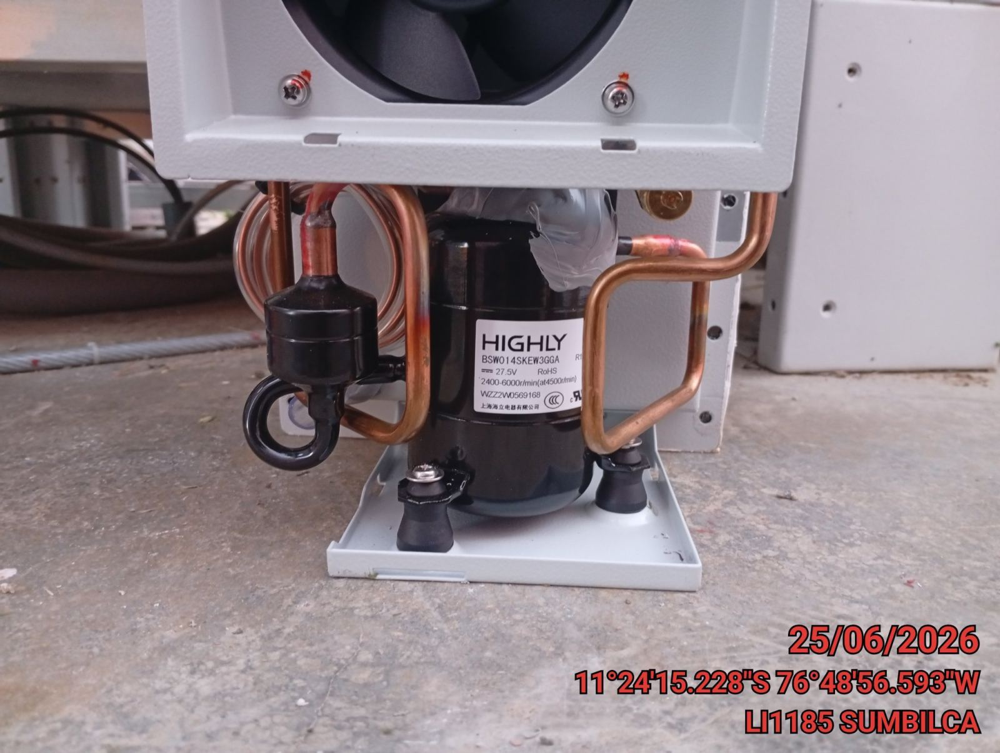 HIGHLY
BSW014SKEW3GGA
27.5V RoHS
2400-6000r/min(at4500r/min)
WZZ2W0569168
上海海立电器有限公司
25/06/2026
11°24'15.228"S 76°48'56.593"W
LI1185 SUMBILCA